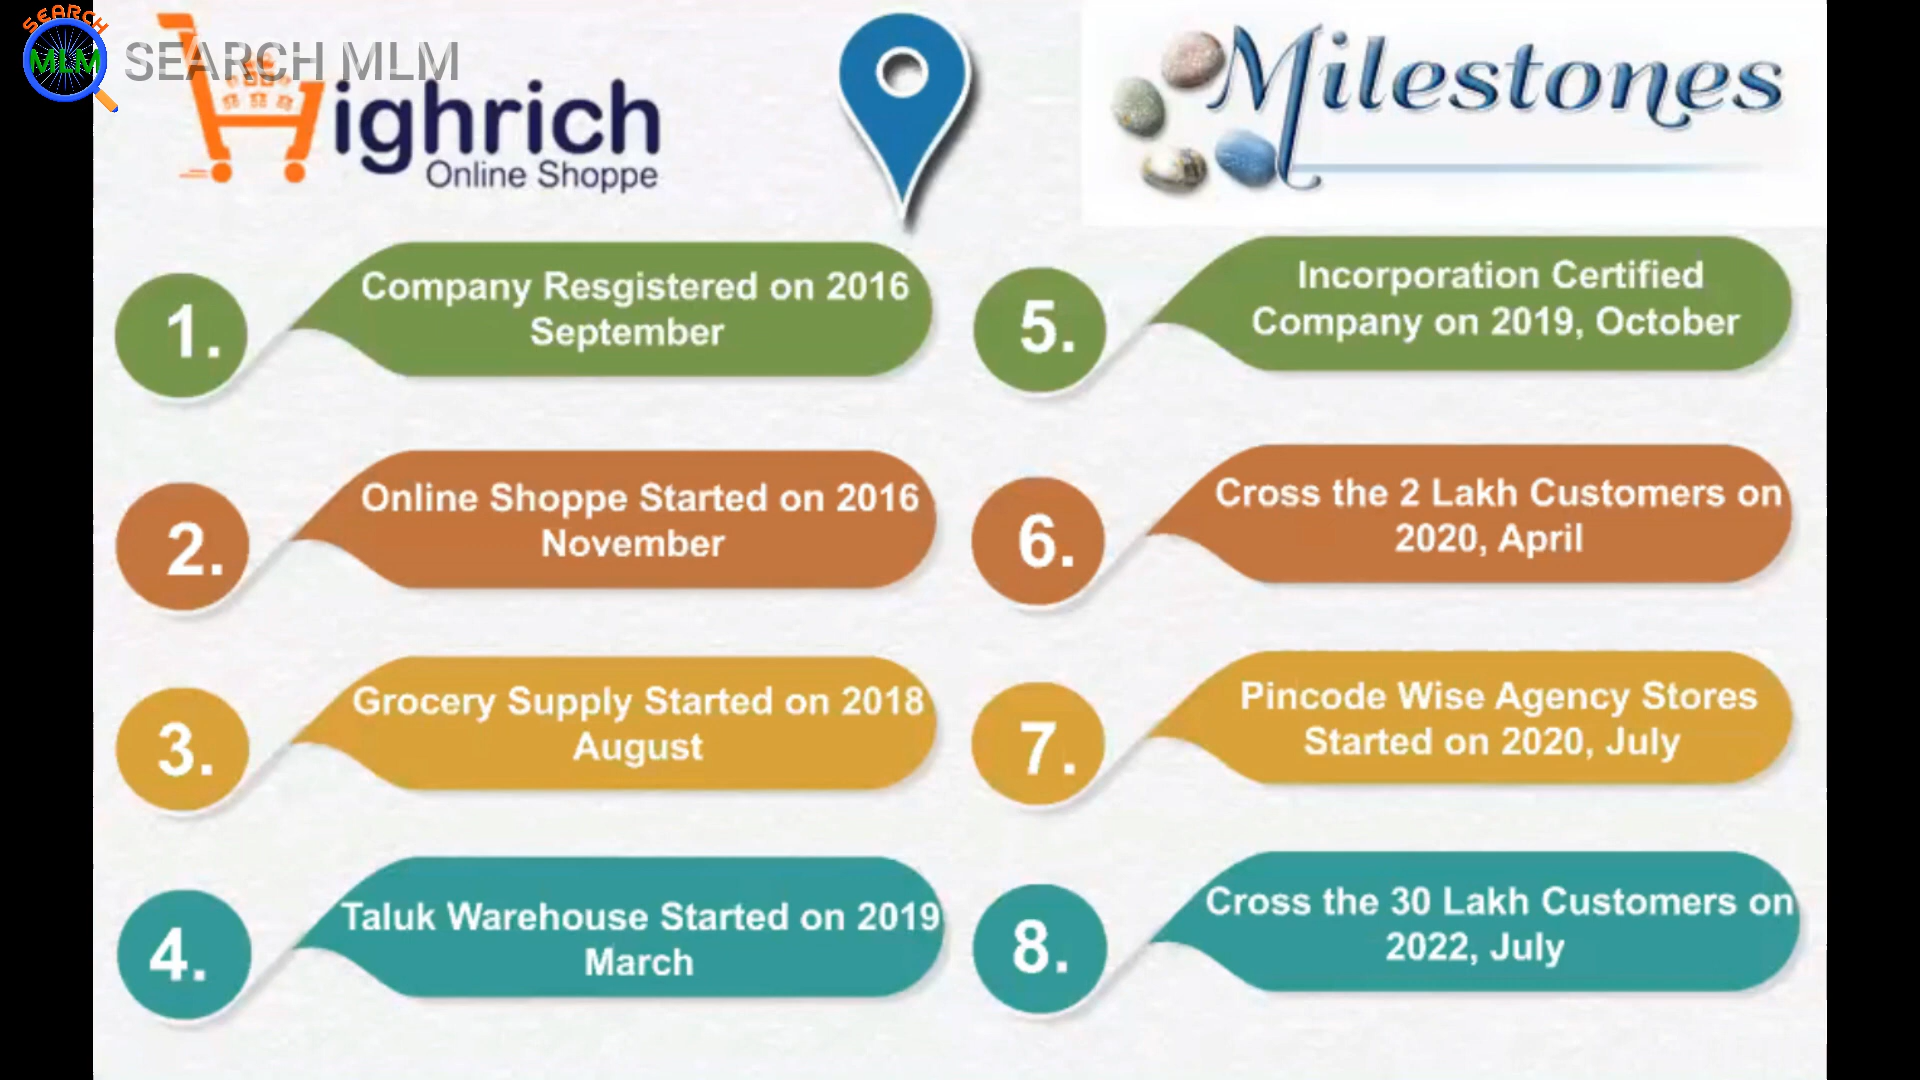 SEARCH
MLM
SEARCH MLM
Highrich
Online Shoppe
Milestones
1.
Company Resgistered on 2016
September
2.
Online Shoppe Started on 2016
November
3.
Grocery Supply Started on 2018
August
4.
Taluk Warehouse Started on 2019
March
5.
Incorporation Certified
Company on 2019, October
6.
Cross the 2 Lakh Customers on
2020, April
7.
Pincode Wise Agency Stores
Started on 2020, July
8.
Cross the 30 Lakh Customers on
2022, July